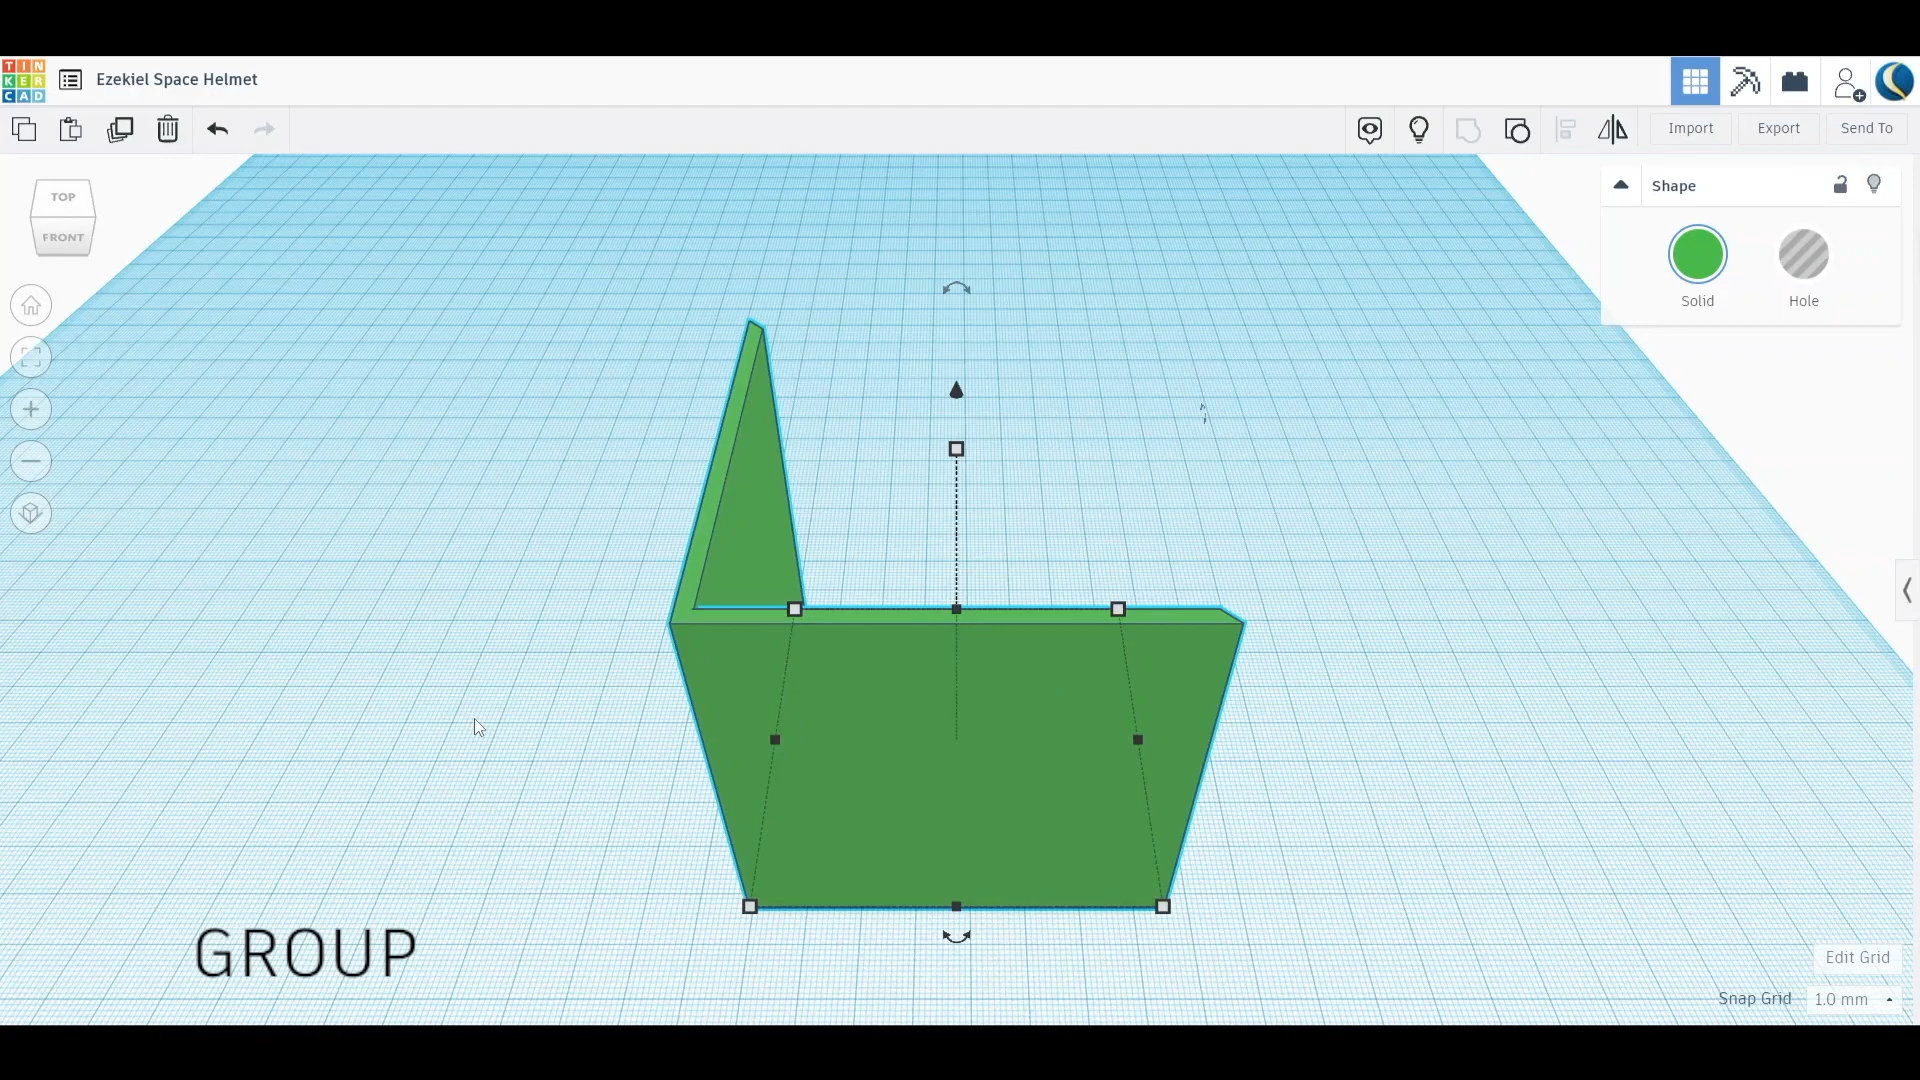 TIN
KER
CAD
Ezekiel Space Helmet
Import
Export
Send To
TOP
FRONT
Shape
Solid
Hole
GROUP
Edit Grid
Snap Grid
1.0 mm